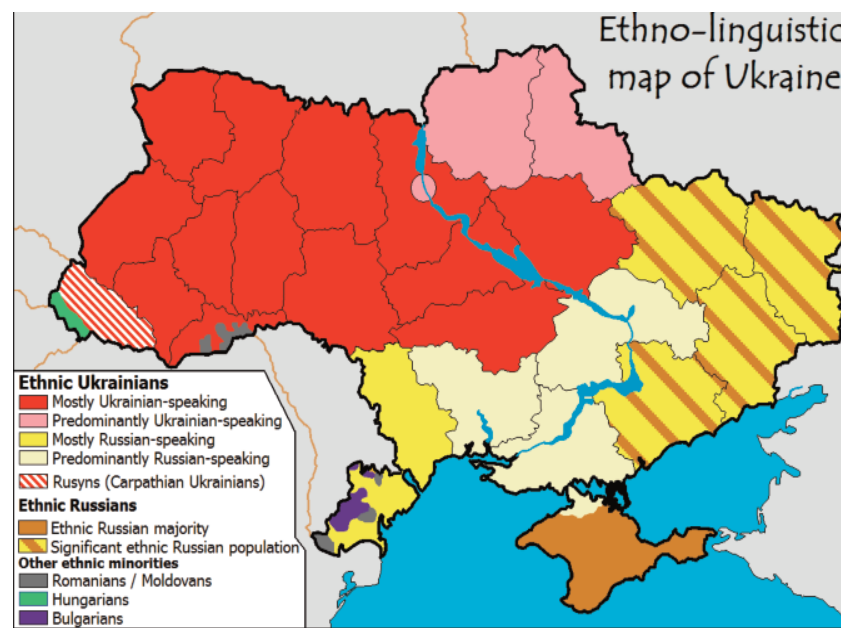 Ethno-linguistic
map of Ukraine
Ethnic Ukrainians
Mostly Ukrainian-speaking
Predominantly Ukrainian-speaking
Mostly Russian-speaking
Predominantly Russian-speaking
Rusyns (Carpathian Ukrainians)
Ethnic Russians
Ethnic Russian majority
Significant ethnic Russian population
Other ethnic minorities
Romanians / Moldovans
Hungarians
Bulgarians